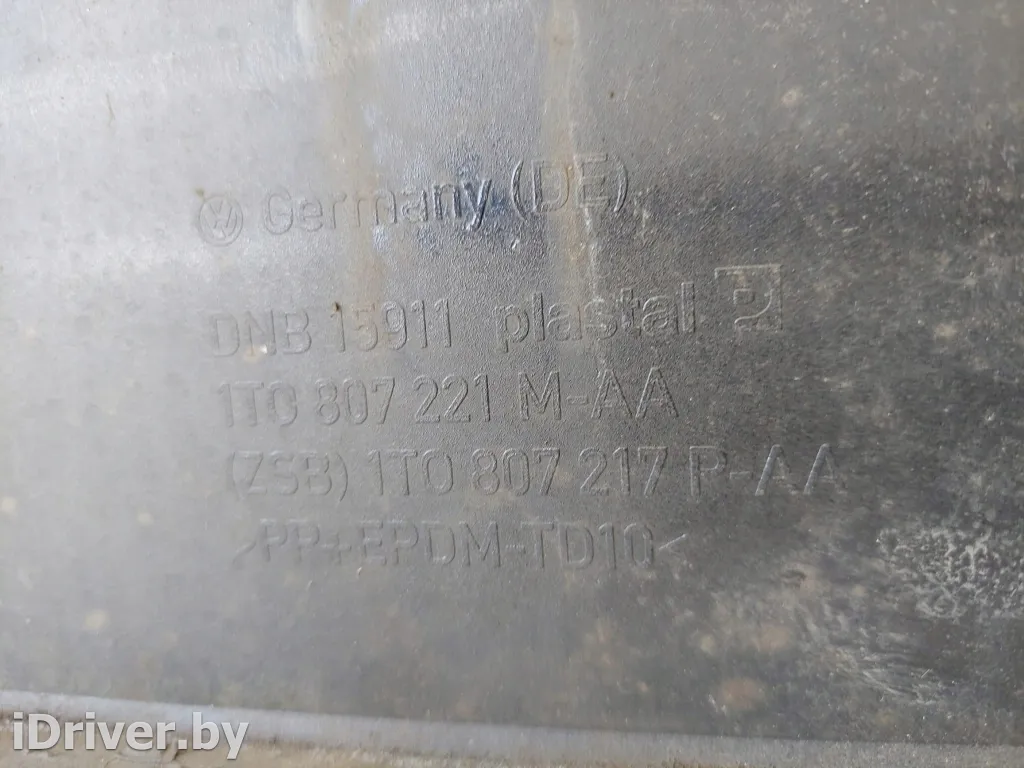 Germany (DE)
DNB 15911 plastal
1T0 807 221 M-AA
(ZSB) 1T0 807 217 P-AA
>PP+EPDM-TD10<
iDriver.by